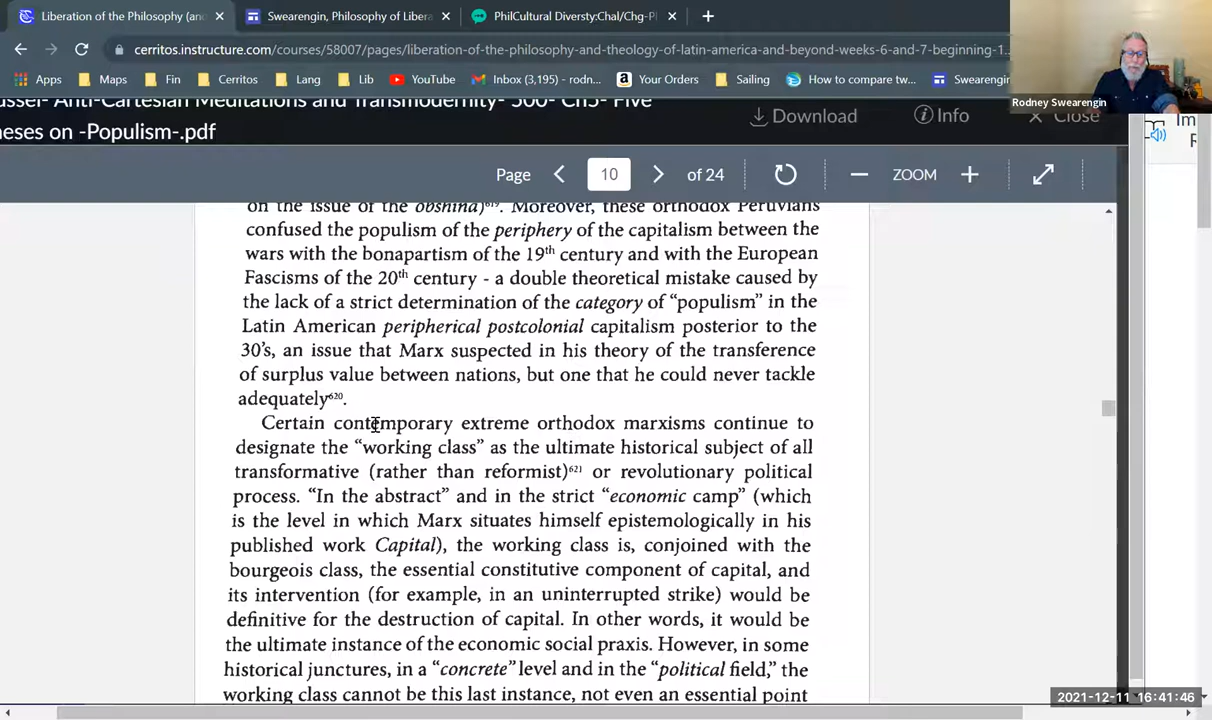 Liberation of the Philosophy (an
Swearengin, Philosophy of Libera
PhilCultural Diversty:Chal/Chg-P
cerritos.instructure.com/courses/58007/pages/liberation-of-the-philosophy-and-theology-of-latin-america-and-beyond-weeks-6-and-7-beginning-1...
Apps Maps Fin Cerritos Lang Lib YouTube Inbox (3,195) - rodn... Your Orders Sailing How to compare tw... Swearengin
Rodney Swearengin
ussel- Anti-Cartesian Meditations and Transmodernity- 300- Ch5- Five
heses on -Populism-.pdf
Download Info Close
Im
R
Page 10 of 24 ZOOM
on the issue of the obshina)⁶¹⁹. Moreover, these orthodox Peruvians
confused the populism of the periphery of the capitalism between the
wars with the bonapartism of the 19th century and with the European
Fascisms of the 20th century - a double theoretical mistake caused by
the lack of a strict determination of the category of “populism” in the
Latin American peripherical postcolonial capitalism posterior to the
30’s, an issue that Marx suspected in his theory of the transference
of surplus value between nations, but one that he could never tackle
adequately⁶²⁰.
Certain contemporary extreme orthodox marxisms continue to
designate the “working class” as the ultimate historical subject of all
transformative (rather than reformist)⁶²¹ or revolutionary political
process. “In the abstract” and in the strict “economic camp” (which
is the level in which Marx situates himself epistemologically in his
published work Capital), the working class is, conjoined with the
bourgeois class, the essential constitutive component of capital, and
its intervention (for example, in an uninterrupted strike) would be
definitive for the destruction of capital. In other words, it would be
the ultimate instance of the economic social praxis. However, in some
historical junctures, in a “concrete” level and in the “political field,” the
working class cannot be this last instance, not even an essential point
2021-12-11 16:41:46